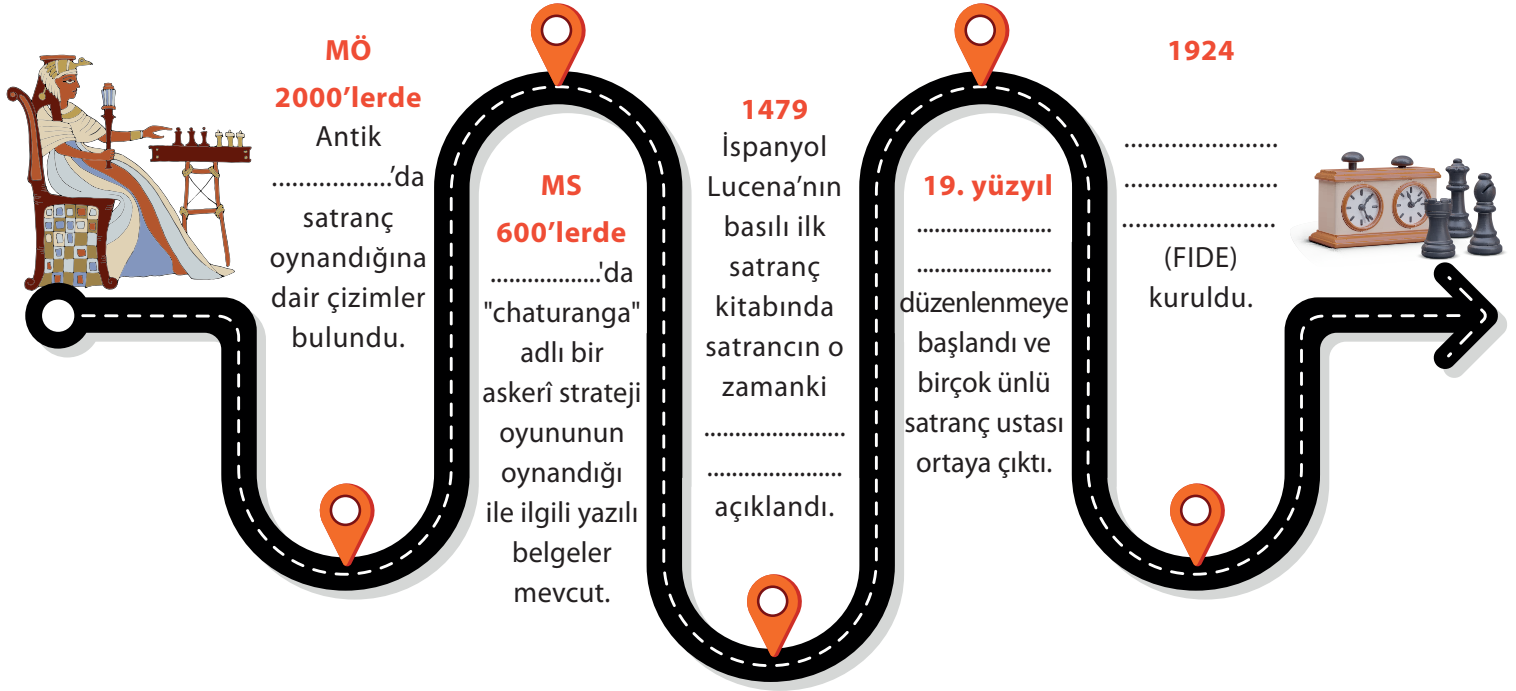 MÖ
2000'lerde
Antik
..................'da
satranç
oynandığına
dair çizimler
bulundu.
MS
600'lerde
.................'da
"chaturanga"
adlı bir
askerî strateji
oyununun
oynandığı
ile ilgili yazılı
belgeler
mevcut.
1479
İspanyol
Lucena'nın
basılı ilk
satranç
kitabında
satrancın o
zamanki
.......................
......................
açıklandı.
19. yüzyıl
......................
......................
düzenlenmeye
başlandı ve
birçok ünlü
satranç ustası
ortaya çıktı.
1924
.........................
.........................
.........................
(FIDE)
kuruldu.